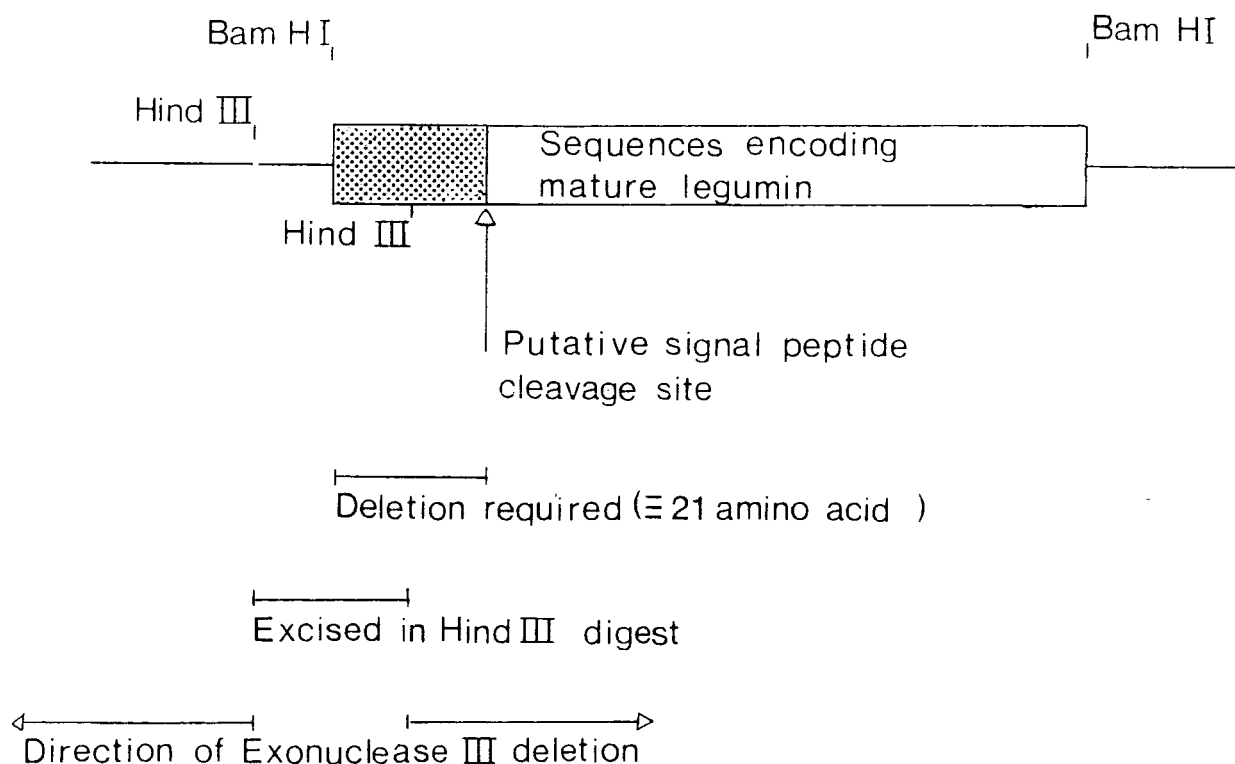 Bam HI
Bam HI
Hind III
Sequences encoding
mature legumin
Hind III
Putative signal peptide
cleavage site
Deletion required (≡ 21 amino acid )
Excised in Hind III digest
Direction of Exonuclease III deletion